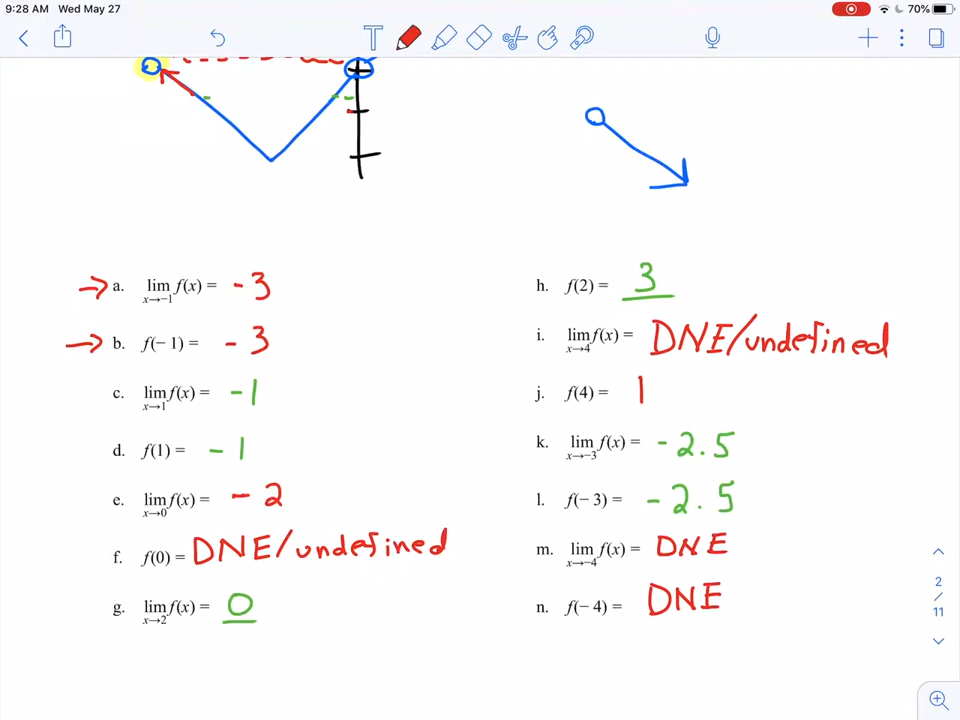 9:28 AM Wed May 27
70%
T
a. lim f(x) = -3
x→-1
b. f(− 1) = -3
c. lim f(x) = -1
x→1
d. f(1) = -1
e. lim f(x) = -2
x→0
f. f(0) = DNE/undefined
g. lim f(x) = 0
x→2
h. f(2) = 3
i. lim f(x) = DNE/undefined
x→4
j. f(4) = 1
k. lim f(x) = -2.5
x→-3
l. f(− 3) = -2.5
m. lim f(x) = DNE
x→-4
n. f(− 4) = DNE
2
/
11